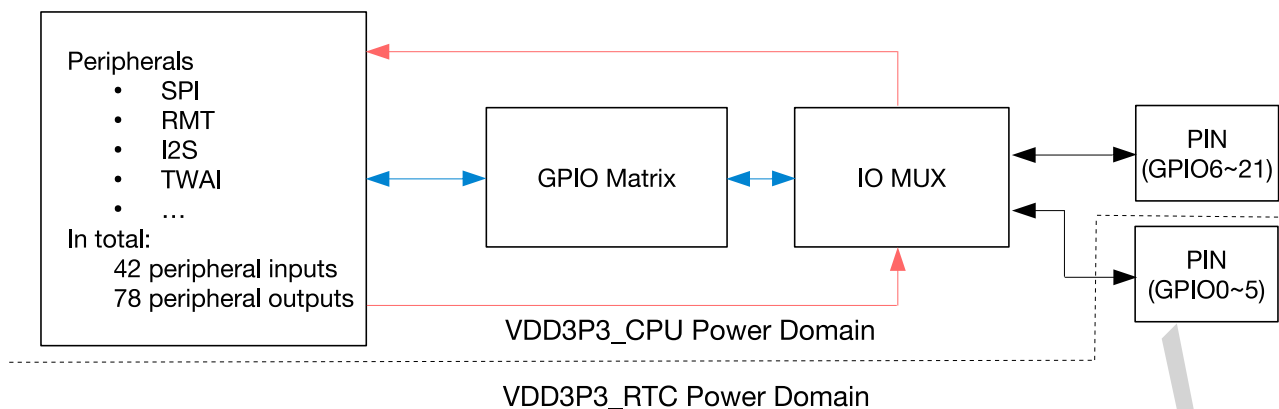 Peripherals
• SPI
• RMT
• I2S
• TWAI
• ...
In total:
42 peripheral inputs
78 peripheral outputs
GPIO Matrix
IO MUX
PIN
(GPIO6~21)
PIN
(GPIO0~5)
VDD3P3_CPU Power Domain
VDD3P3_RTC Power Domain